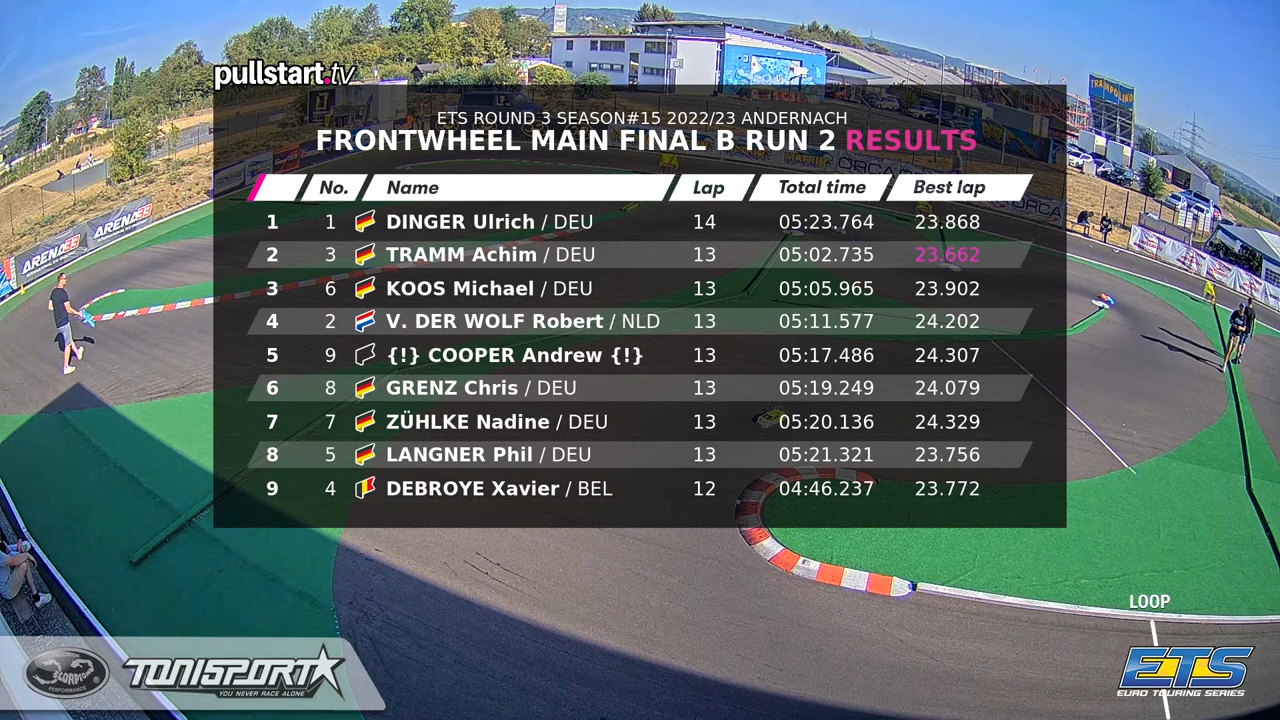 TRAMPOLINO
pullstart.tv
ETS ROUND 3 SEASON#15 2022/23 ANDERNACH
FRONTWHEEL MAIN FINAL B RUN 2 RESULTS
No. Name Lap Total time Best lap
1 1 DINGER Ulrich / DEU 14 05:23.764 23.868
2 3 TRAMM Achim / DEU 13 05:02.735 23.662
3 6 KOOS Michael / DEU 13 05:05.965 23.902
4 2 V. DER WOLF Robert / NLD 13 05:11.577 24.202
5 9 {!} COOPER Andrew {!} 13 05:17.486 24.307
6 8 GRENZ Chris / DEU 13 05:19.249 24.079
7 7 ZÜHLKE Nadine / DEU 13 05:20.136 24.329
8 5 LANGNER Phil / DEU 13 05:21.321 23.756
9 4 DEBROYE Xavier / BEL 12 04:46.237 23.772
MATRIX
ORCA
ORCA
ARENAEE
ARENAEE
LOOP
SCORPION
PERFORMANCE
TONISPORT
YOU NEVER RACE ALONE
ETS
EURO TOURING SERIES